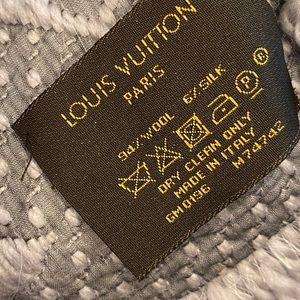 LOUIS VUITTON
PARIS
94% WOOL 6% SILK
DRY CLEAN ONLY
MADE IN ITALY
GM0196 M74742